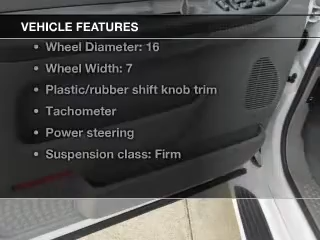 VEHICLE FEATURES
• Wheel Diameter: 16
• Wheel Width: 7
• Plastic/rubber shift knob trim
• Tachometer
• Power steering
• Suspension class: Firm